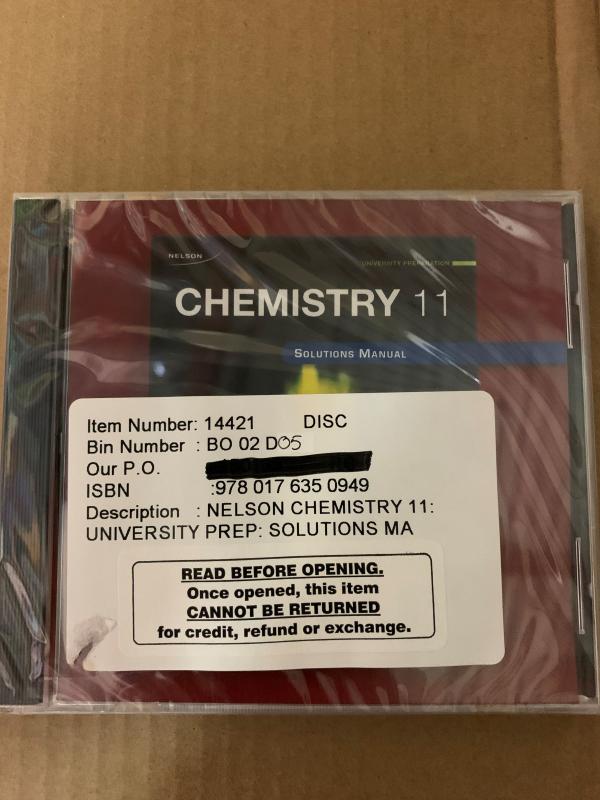 NELSON
UNIVERSITY PREPARATION
CHEMISTRY 11
SOLUTIONS MANUAL
Item Number: 14421 DISC
Bin Number : BO 02 D05
Our P.O.
ISBN :978 017 635 0949
Description : NELSON CHEMISTRY 11:
UNIVERSITY PREP: SOLUTIONS MA
READ BEFORE OPENING.
Once opened, this item
CANNOT BE RETURNED
for credit, refund or exchange.